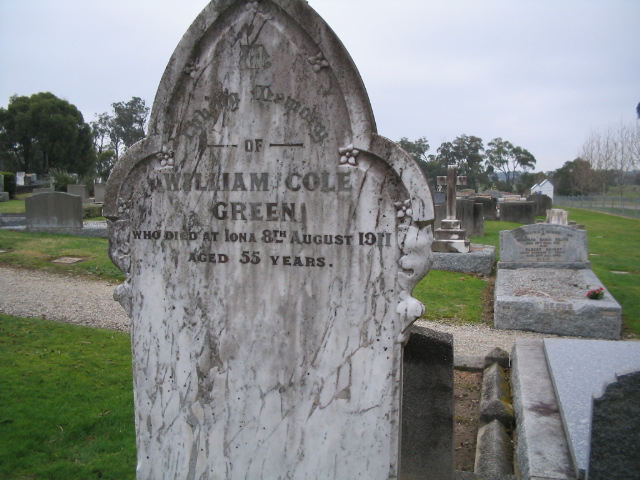 In
Loving Memory
OF
WILLIAM COLE
GREEN
WHO DIED AT IONA 8TH AUGUST 1911
AGED 55 YEARS.